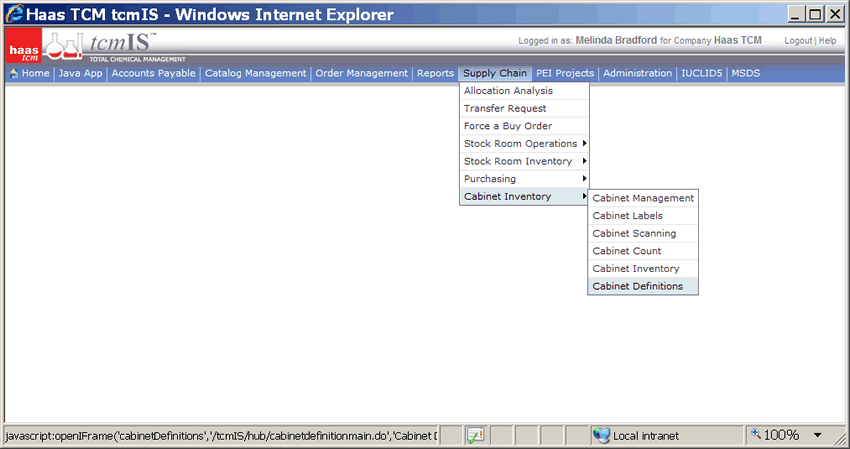 Haas TCM tcmIS - Windows Internet Explorer
haas tcm
tcmIS™
TOTAL CHEMICAL MANAGEMENT
Logged in as: Melinda Bradford for Company Haas TCM Logout | Help
Home Java App Accounts Payable Catalog Management Order Management Reports Supply Chain PEI Projects Administration IUCLID5 MSDS
Allocation Analysis
Transfer Request
Force a Buy Order
Stock Room Operations
Stock Room Inventory
Purchasing
Cabinet Inventory
Cabinet Management
Cabinet Labels
Cabinet Scanning
Cabinet Count
Cabinet Inventory
Cabinet Definitions
javascript:openIFrame('cabinetDefinitions','/tcmIS/hub/cabinetdefinitionmain.do','Cabinet D
Local intranet
100%